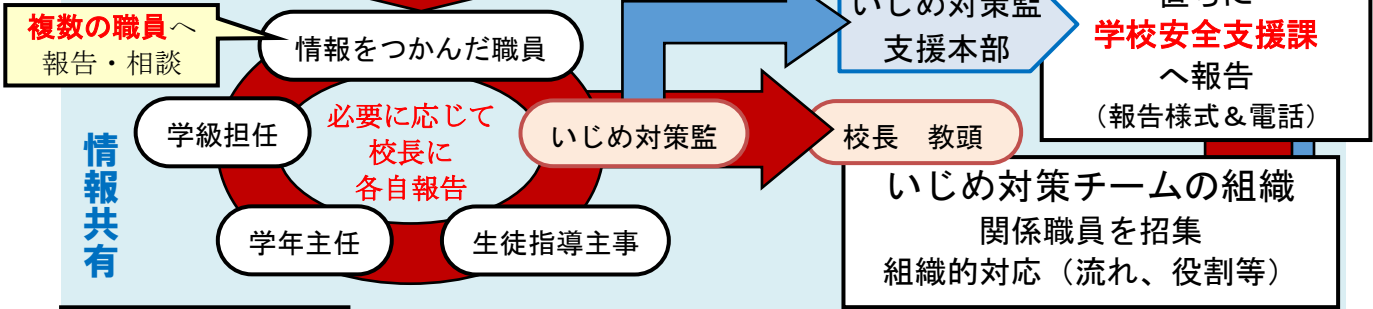 複数の職員へ
報告・相談
情報をつかんだ職員
いじめ対策監
支援本部
直ちに
学校安全支援課
へ報告
（報告様式＆電話）
情報共有
学級担任
必要に応じて
校長に
各自報告
いじめ対策監
校長　教頭
学年主任
生徒指導主事
いじめ対策チームの組織
関係職員を招集
組織的対応（流れ、役割等）